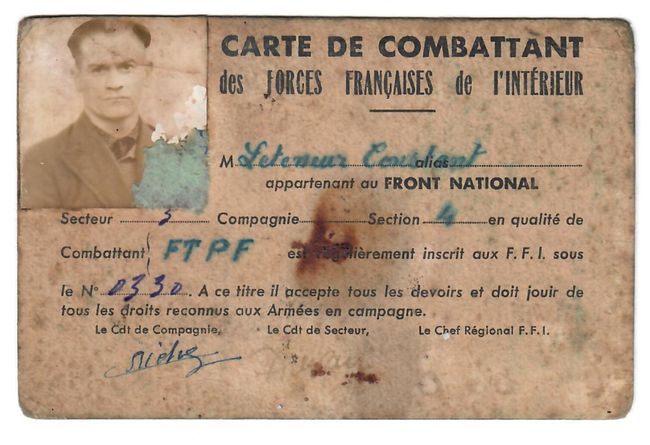 CARTE DE COMBATTANT
des FORCES FRANÇAISES de l'INTÉRIEUR
M Leteneur Constant alias
appartenant au FRONT NATIONAL
Secteur 5 Compagnie Section 4 en qualité de
Combattant FTPF est régulièrement inscrit aux F. F. I. sous
le N° 0330. A ce titre il accepte tous les devoirs et doit jouir de
tous les droits reconnus aux Armées en campagne.
Le Cdt de Compagnie, Le Cdt de Secteur, Le Chef Régional F. F. I.